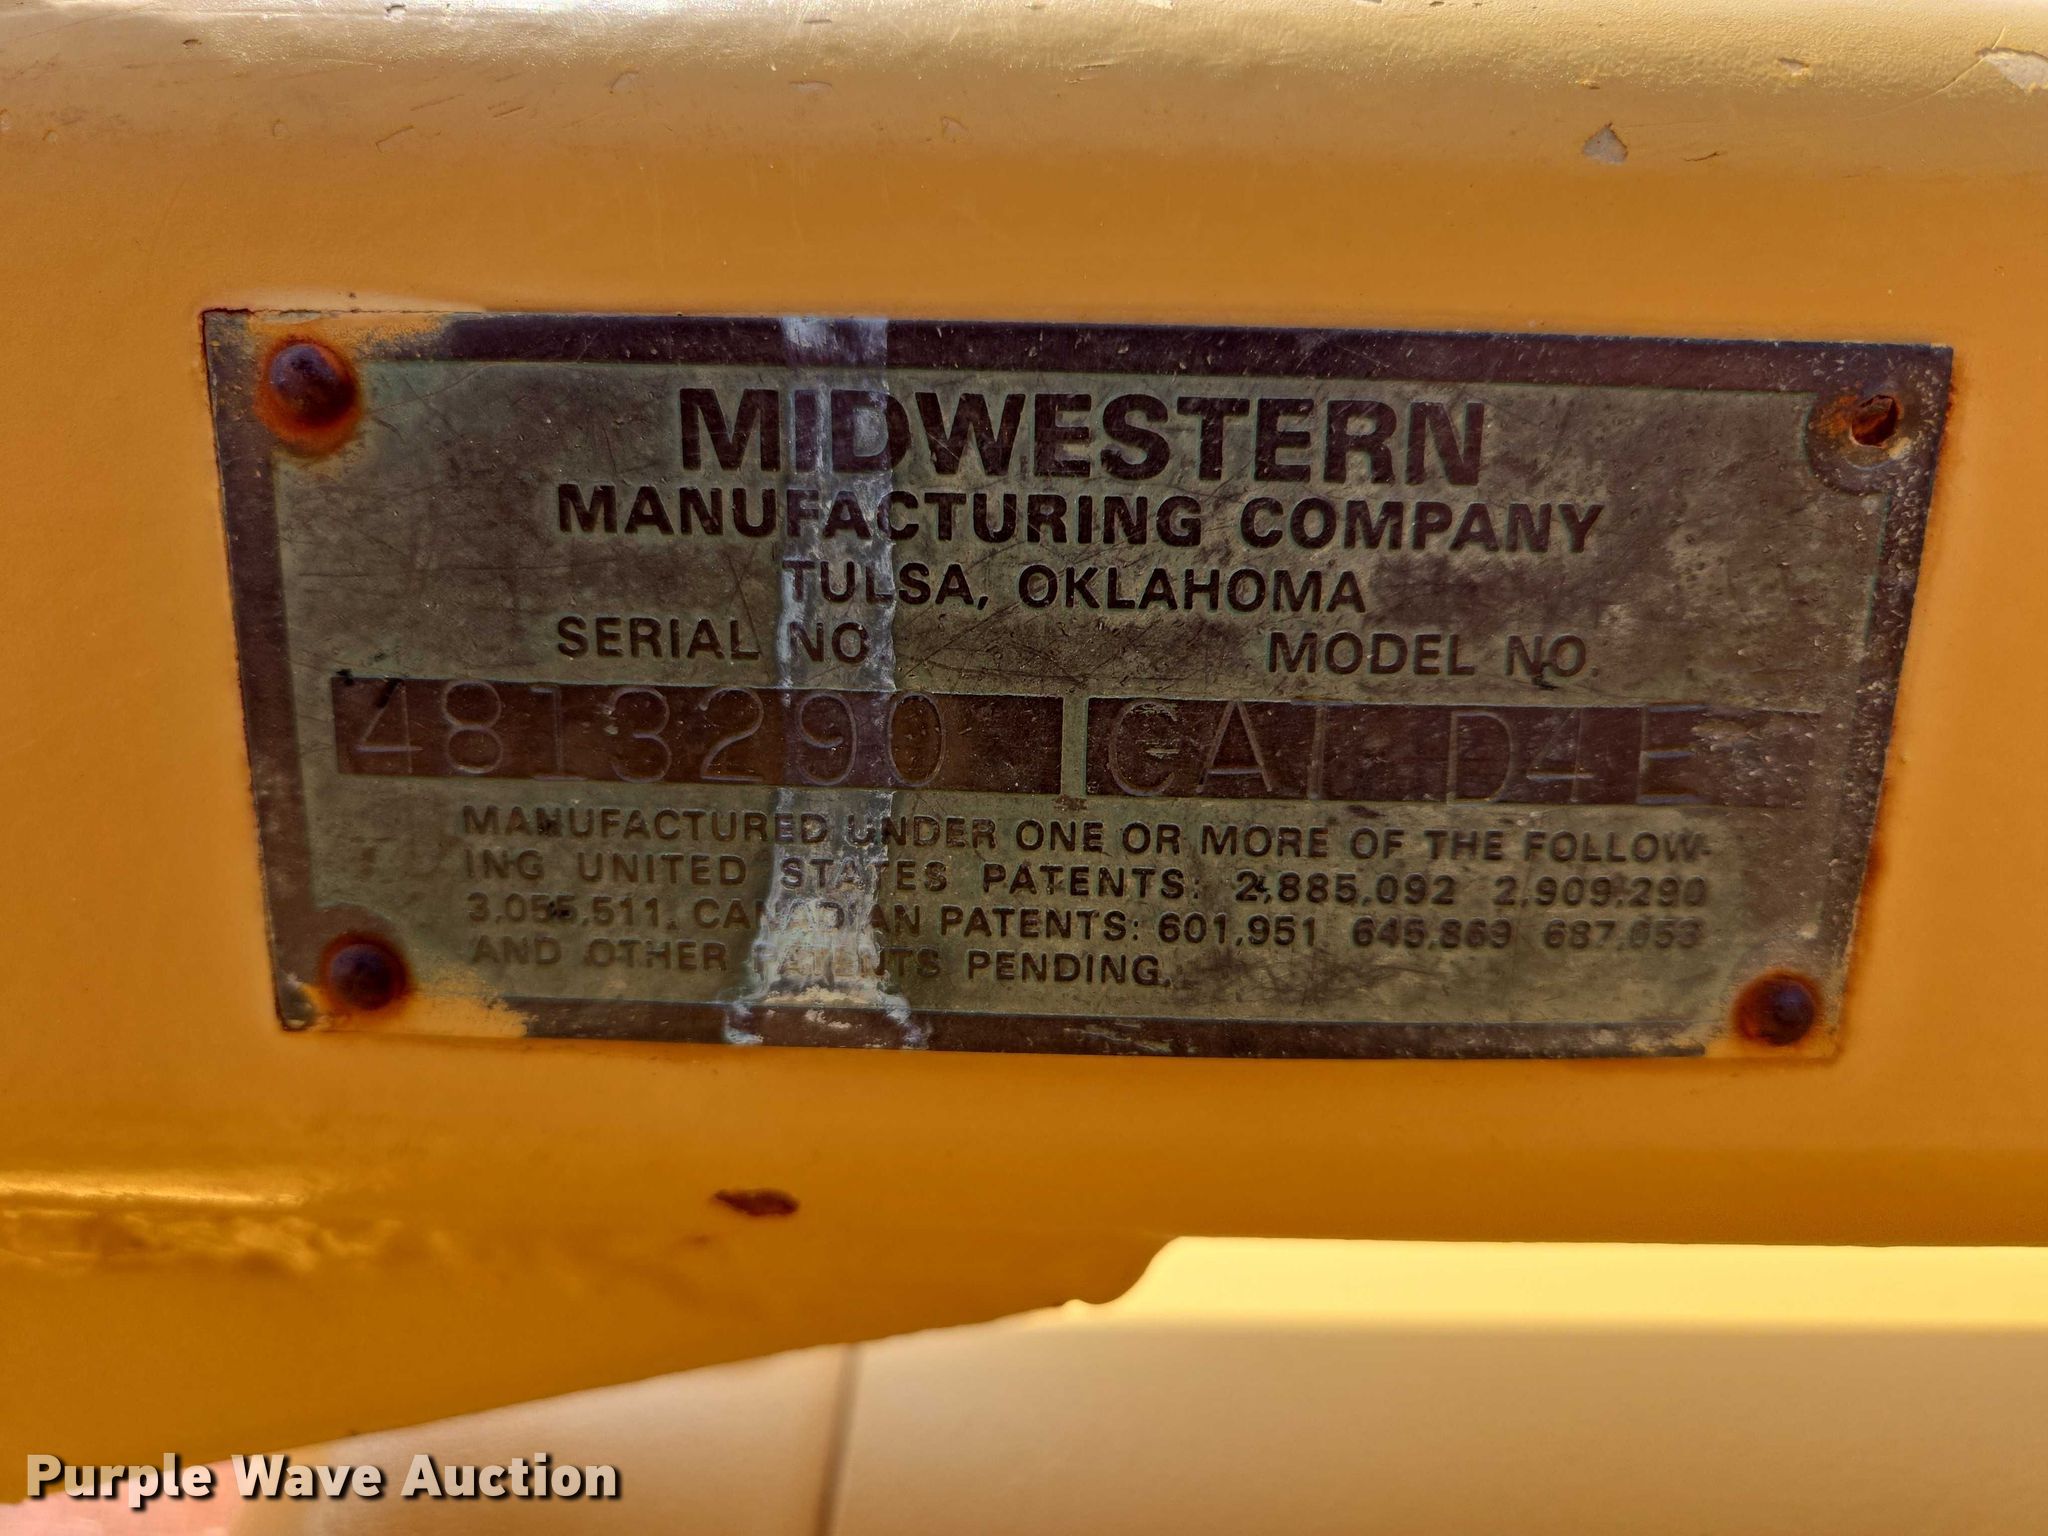 MIDWESTERN
MANUFACTURING COMPANY
TULSA, OKLAHOMA
SERIAL NO. MODEL NO.
4813290 CAT D4E
MANUFACTURED UNDER ONE OR MORE OF THE FOLLOW-
ING UNITED STATES PATENTS: 2,885,092 2,909,290
3,055,511, CANADIAN PATENTS: 601,951 645,869 687,053
AND OTHER PATENTS PENDING.
Purple Wave Auction